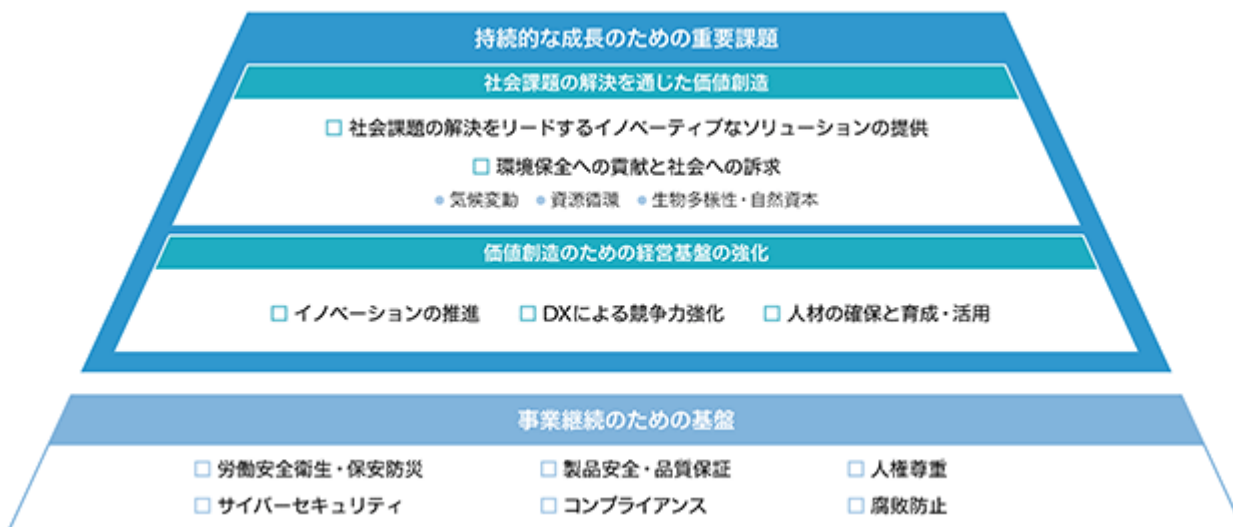 持続的な成長のための重要課題
社会課題の解決を通じた価値創造
□ 社会課題の解決をリードするイノベーティブなソリューションの提供
□ 環境保全への貢献と社会への訴求
● 気候変動 ● 資源循環 ● 生物多様性・自然資本
価値創造のための経営基盤の強化
□ イノベーションの推進 □ DXによる競争力強化 □ 人材の確保と育成・活用
事業継続のための基盤
□ 労働安全衛生・保安防災 □ 製品安全・品質保証 □ 人権尊重
□ サイバーセキュリティ □ コンプライアンス □ 腐敗防止